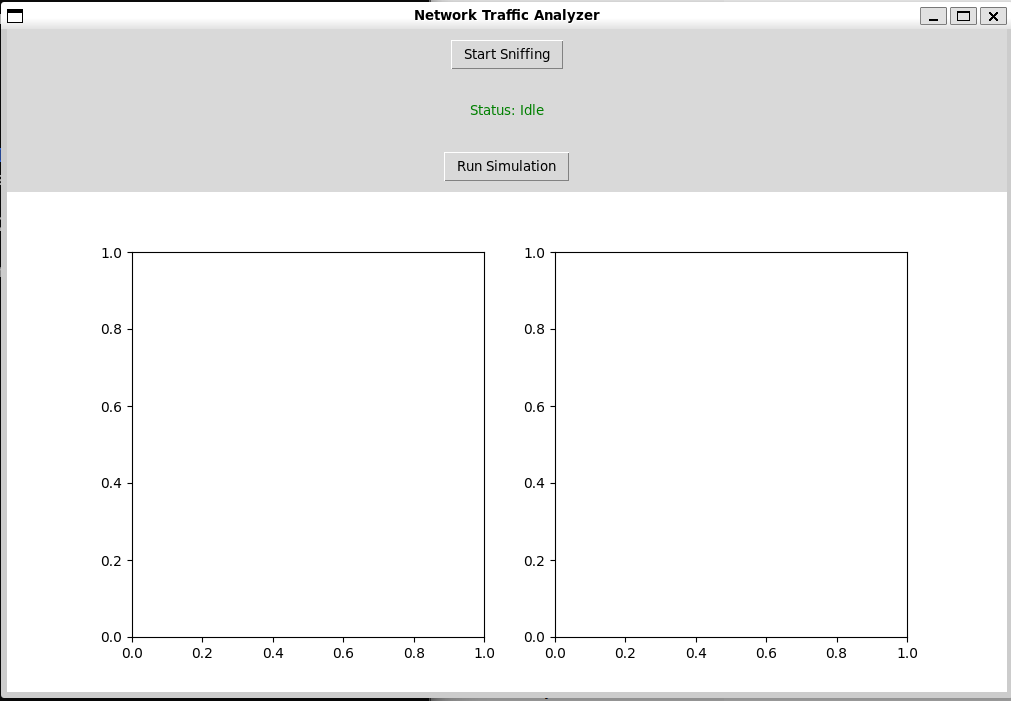 Network Traffic Analyzer
Start Sniffing
Status: Idle
Run Simulation
1.0
0.8
0.6
0.4
0.2
0.0
0.0 0.2 0.4 0.6 0.8 1.0
1.0
0.8
0.6
0.4
0.2
0.0
0.0 0.2 0.4 0.6 0.8 1.0